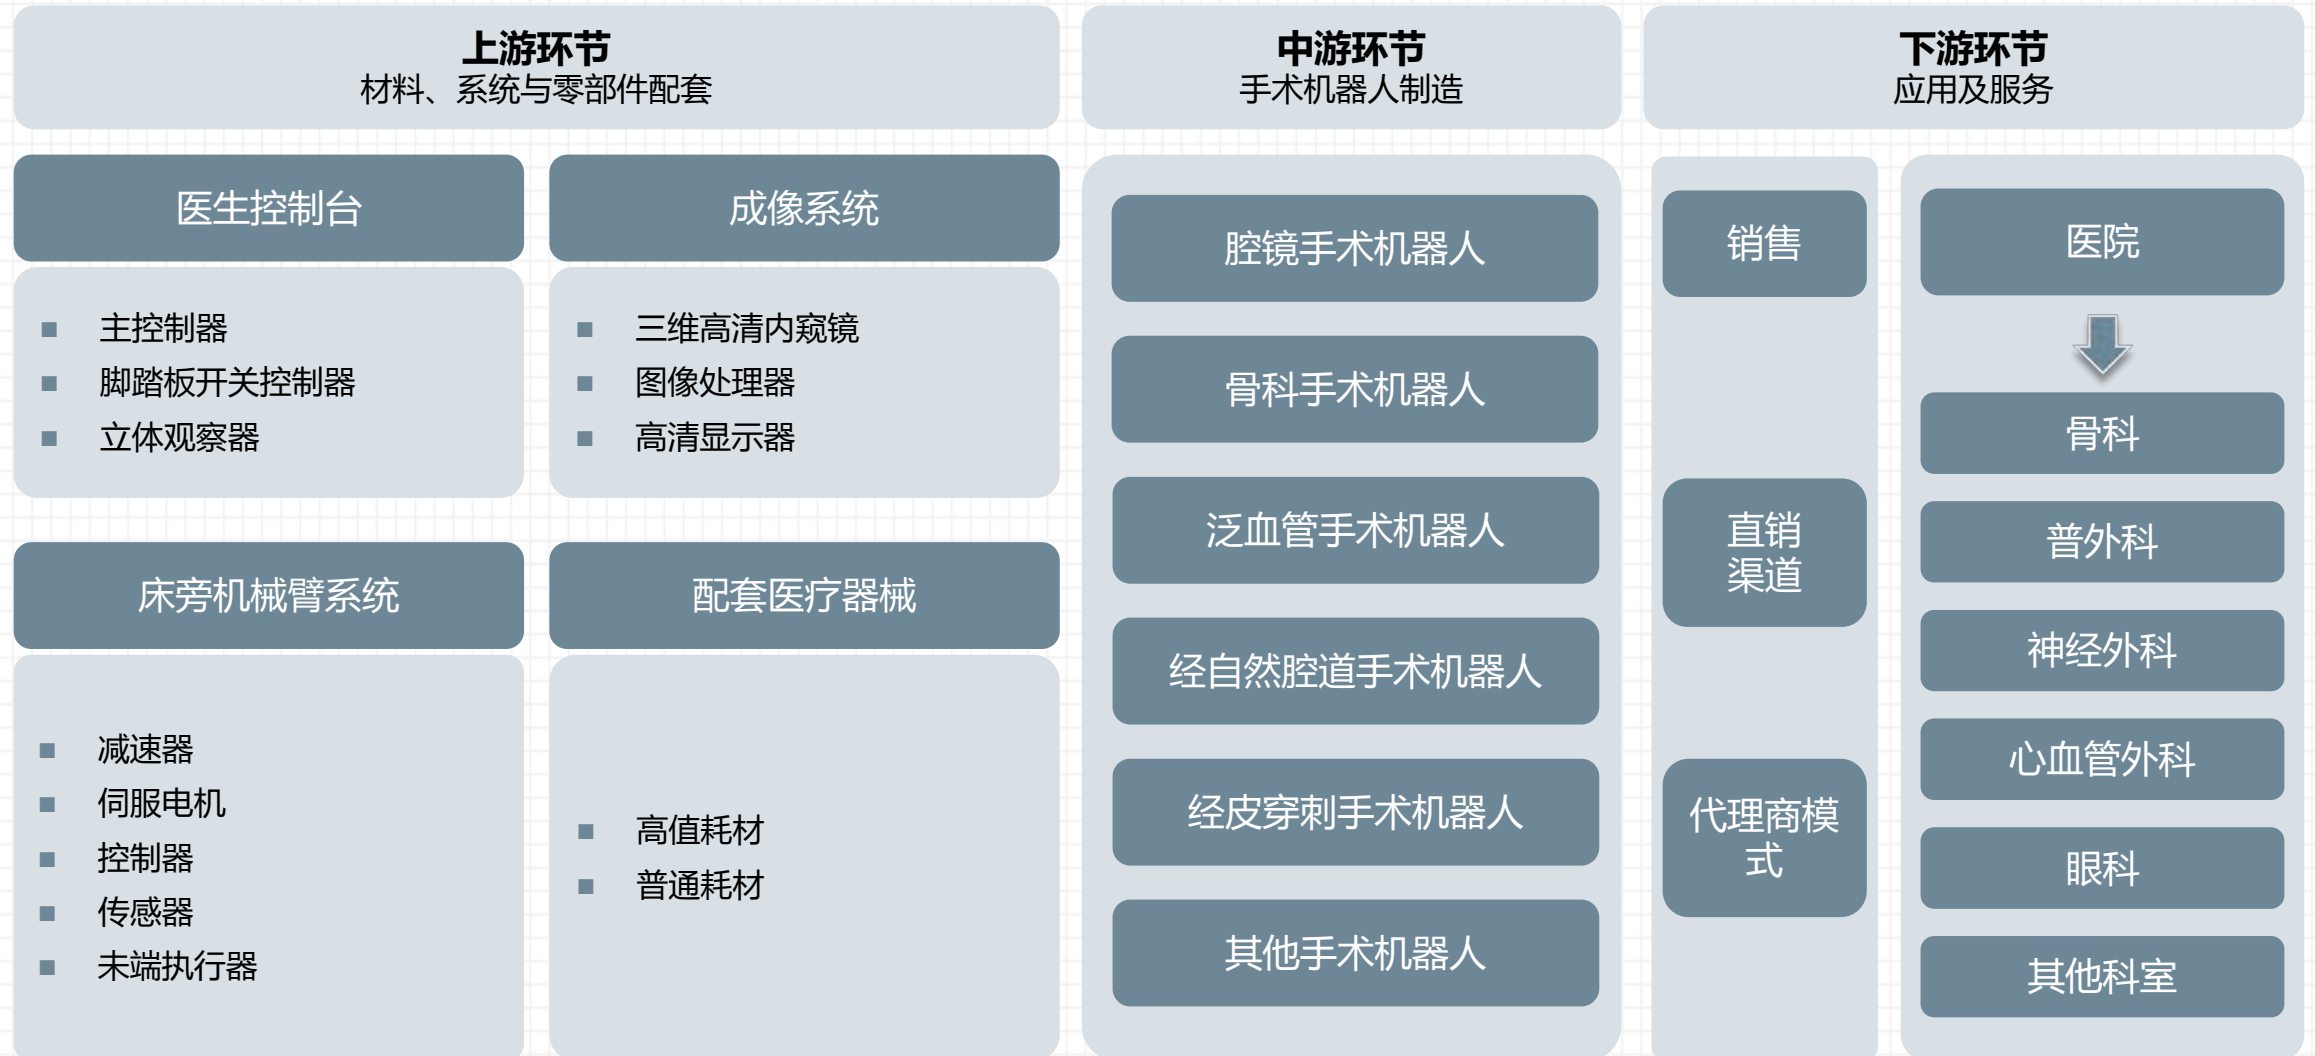 上游环节
材料、系统与零部件配套
中游环节
手术机器人制造
下游环节
应用及服务
医生控制台
主控制器
脚踏板开关控制器
立体观察器
成像系统
三维高清内窥镜
图像处理器
高清显示器
床旁机械臂系统
减速器
伺服电机
控制器
传感器
未端执行器
配套医疗器械
高值耗材
普通耗材
腔镜手术机器人
骨科手术机器人
泛血管手术机器人
经自然腔道手术机器人
经皮穿刺手术机器人
其他手术机器人
销售
直销
渠道
代理商模
式
医院
骨科
普外科
神经外科
心血管外科
眼科
其他科室